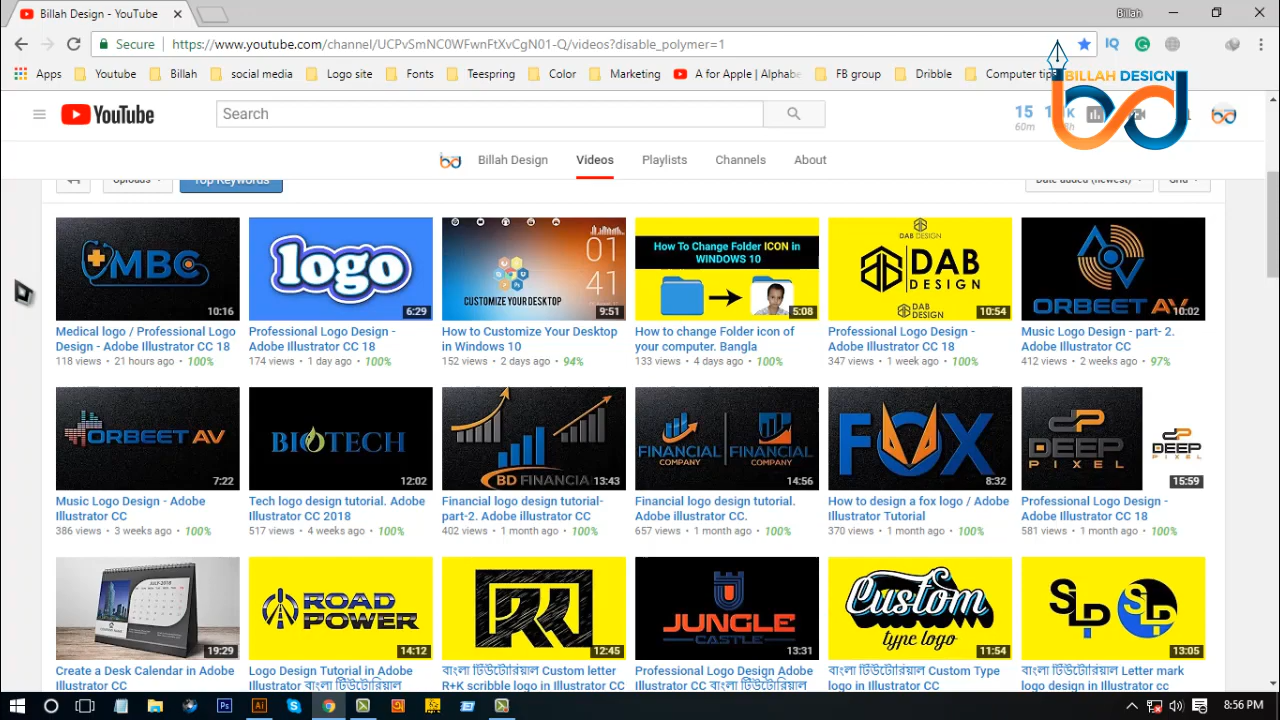 Billah Design - YouTube
Billah
Secure
https://www.youtube.com/channel/UCPvSmNC0WFwnFtXvCgN01-Q/videos?disable_polymer=1
IQ
Apps Youtube Billah social media Logo site Fonts Teespring Color Marketing A for Apple | Alphabe FB group Dribble Computer tips
BILLAH DESIGN
YouTube
Search
15
60m
Billah Design Videos Playlists Channels About
Uploads Top Keywords Date added (newest) Grid
MBC
10:16
logo
6:29
01
41
CUSTOMIZE YOUR DESKTOP
9:51
How To Change Folder ICON in
WINDOWS 10
5:08
DAB DESIGN
DAB
DESIGN
DAB
DESIGN
10:54
ORBEET AV
10:02
Medical logo / Professional Logo
Design - Adobe Illustrator CC 18
118 views • 21 hours ago • 100%
Professional Logo Design -
Adobe Illustrator CC 18
174 views • 1 day ago • 100%
How to Customize Your Desktop
in Windows 10
152 views • 2 days ago • 94%
How to change Folder icon of
your computer. Bangla
133 views • 4 days ago • 100%
Professional Logo Design -
Adobe Illustrator CC 18
347 views • 1 week ago • 100%
Music Logo Design - part- 2.
Adobe Illustrator CC
412 views • 2 weeks ago • 97%
ORBEET AV
7:22
BIOTECH
12:02
BD FINANCIA
13:43
FINANCIAL
COMPANY
FINANCIAL
COMPANY
14:56
FOX
8:32
DEEP
PIXEL
DEEP
PIXEL
15:59
Music Logo Design - Adobe
Illustrator CC
386 views • 3 weeks ago • 100%
Tech logo design tutorial. Adobe
Illustrator CC 2018
517 views • 4 weeks ago • 100%
Financial logo design tutorial-
part-2. Adobe illustrator CC
402 views • 1 month ago • 100%
Financial logo design tutorial.
Adobe illustrator CC.
657 views • 1 month ago • 100%
How to design a fox logo / Adobe
Illustrator Tutorial
370 views • 1 month ago • 100%
Professional Logo Design -
Adobe Illustrator CC 18
581 views • 1 month ago • 100%
JULY-2018
19:29
ROAD
POWER
14:12
RK
12:45
JUNGLE
CASTLE
13:31
Custom
type logo
11:54
SLP
SLP
13:05
Create a Desk Calendar in Adobe
Illustrator CC
Logo Design Tutorial in Adobe
Illustrator বাংলা টিউটোরিয়াল
বাংলা টিউটোরিয়াল Custom letter
R+K scribble logo in Illustrator CC
Professional Logo Design Adobe
Illustrator CC বাংলা টিউটোরিয়াল
বাংলা টিউটোরিয়াল Custom Type
logo in Illustrator CC
বাংলা টিউটোরিয়াল Letter mark
logo design in Illustrator cc
8:56 PM